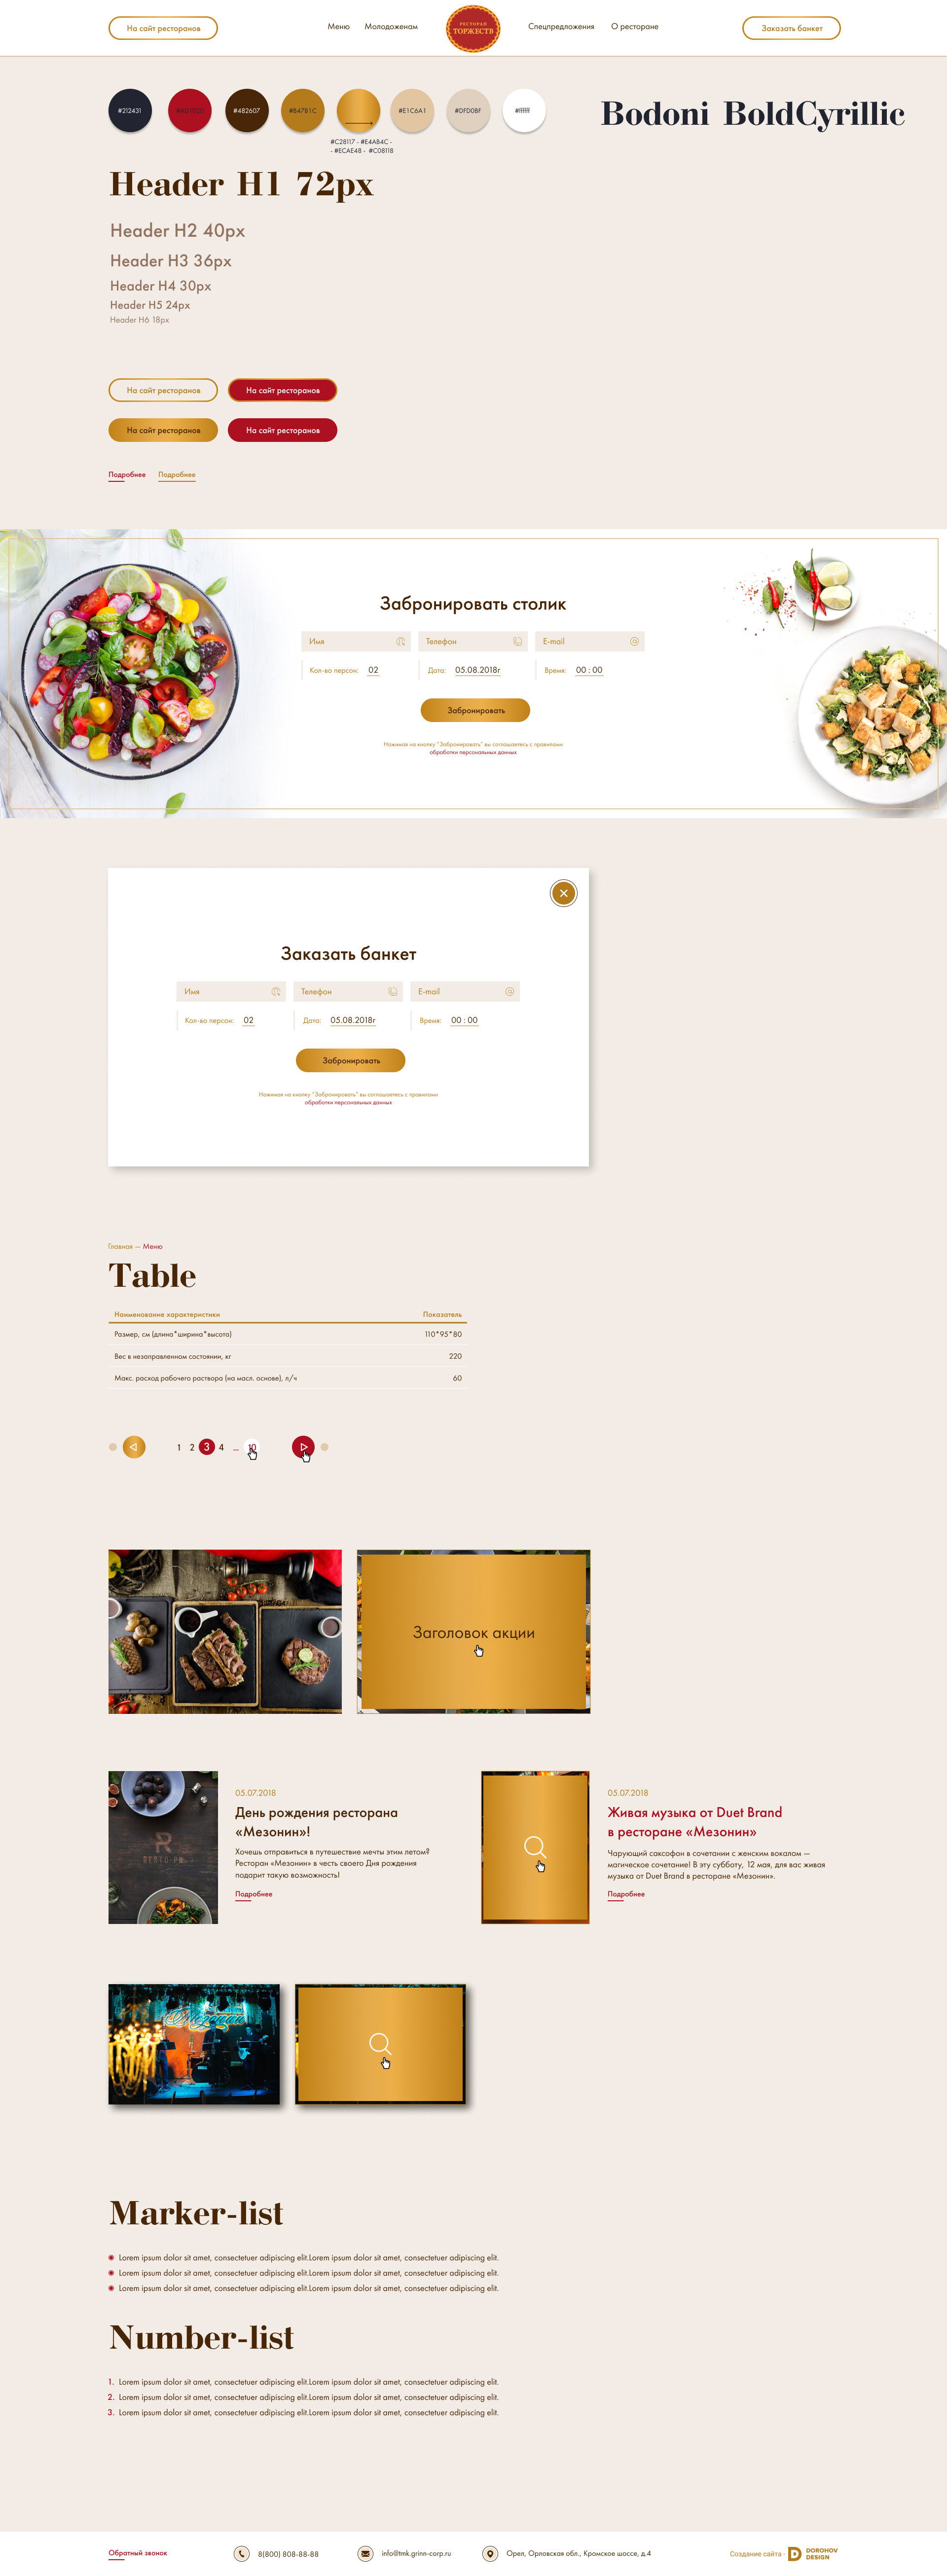 На сайт ресторанов
Меню
Молодоженам
РЕСТОРАН
ТОРЖЕСТВ
Спецпредложения
О ресторане
Заказать банкет
#212431
#482607
#B47B1C
#E1C6A1
#DFD0BF
#ffffff
#C28117 - #E4AB4C -
- #ECAE48 - #C08118
Bodoni BoldCyrillic
Header H1 72px
Header H2 40px
Header H3 36px
Header H4 30px
Header H5 24px
Header H6 18px
На сайт ресторанов
На сайт ресторанов
На сайт ресторанов
На сайт ресторанов
Подробнее
Подробнее
Забронировать столик
Имя
Телефон
E-mail
Кол-во персон: 02
Дата: 05.08.2018г
Время: 00 : 00
Забронировать
Нажимая на кнопку "Забронировать" вы соглашаетесь с правилами
обработки персональных данных
Заказать банкет
Имя
Телефон
E-mail
Кол-во персон: 02
Дата: 05.08.2018г
Время: 00 : 00
Забронировать
Нажимая на кнопку "Забронировать" вы соглашаетесь с правилами
обработки персональных данных
Главная — Меню
Table
Наименование характеристики Показатель
Размер, см (длина*ширина*высота) 110*95*80
Вес в незаправленном состоянии, кг 220
Макс. расход рабочего раствора (на масл. основе), л/ч 60
1 2 3 4 ... 10
Заголовок акции
RESTO-PR
05.07.2018
День рождения ресторана
«Мезонин»!
Хочешь отправиться в путешествие мечты этим летом?
Ресторан «Мезонин» в честь своего Дня рождения
подарит такую возможность!
Подробнее
05.07.2018
Живая музыка от Duet Brand
в ресторане «Мезонин»
Чарующий саксофон в сочетании с женским вокалом —
магическое сочетание! В эту субботу, 12 мая, для вас живая
музыка от Duet Brand в ресторане «Мезонин».
Подробнее
Мезонин
Marker-list
Lorem ipsum dolor sit amet, consectetuer adipiscing elit.Lorem ipsum dolor sit amet, consectetuer adipiscing elit.
Lorem ipsum dolor sit amet, consectetuer adipiscing elit.Lorem ipsum dolor sit amet, consectetuer adipiscing elit.
Lorem ipsum dolor sit amet, consectetuer adipiscing elit.Lorem ipsum dolor sit amet, consectetuer adipiscing elit.
Number-list
1. Lorem ipsum dolor sit amet, consectetuer adipiscing elit.Lorem ipsum dolor sit amet, consectetuer adipiscing elit.
2. Lorem ipsum dolor sit amet, consectetuer adipiscing elit.Lorem ipsum dolor sit amet, consectetuer adipiscing elit.
3. Lorem ipsum dolor sit amet, consectetuer adipiscing elit.Lorem ipsum dolor sit amet, consectetuer adipiscing elit.
Обратный звонок
8(800) 808-88-88
info@tmk.grinn-corp.ru
Орел, Орловская обл., Кромское шоссе, д.4
Создание сайта -
DOROHOV
DESIGN